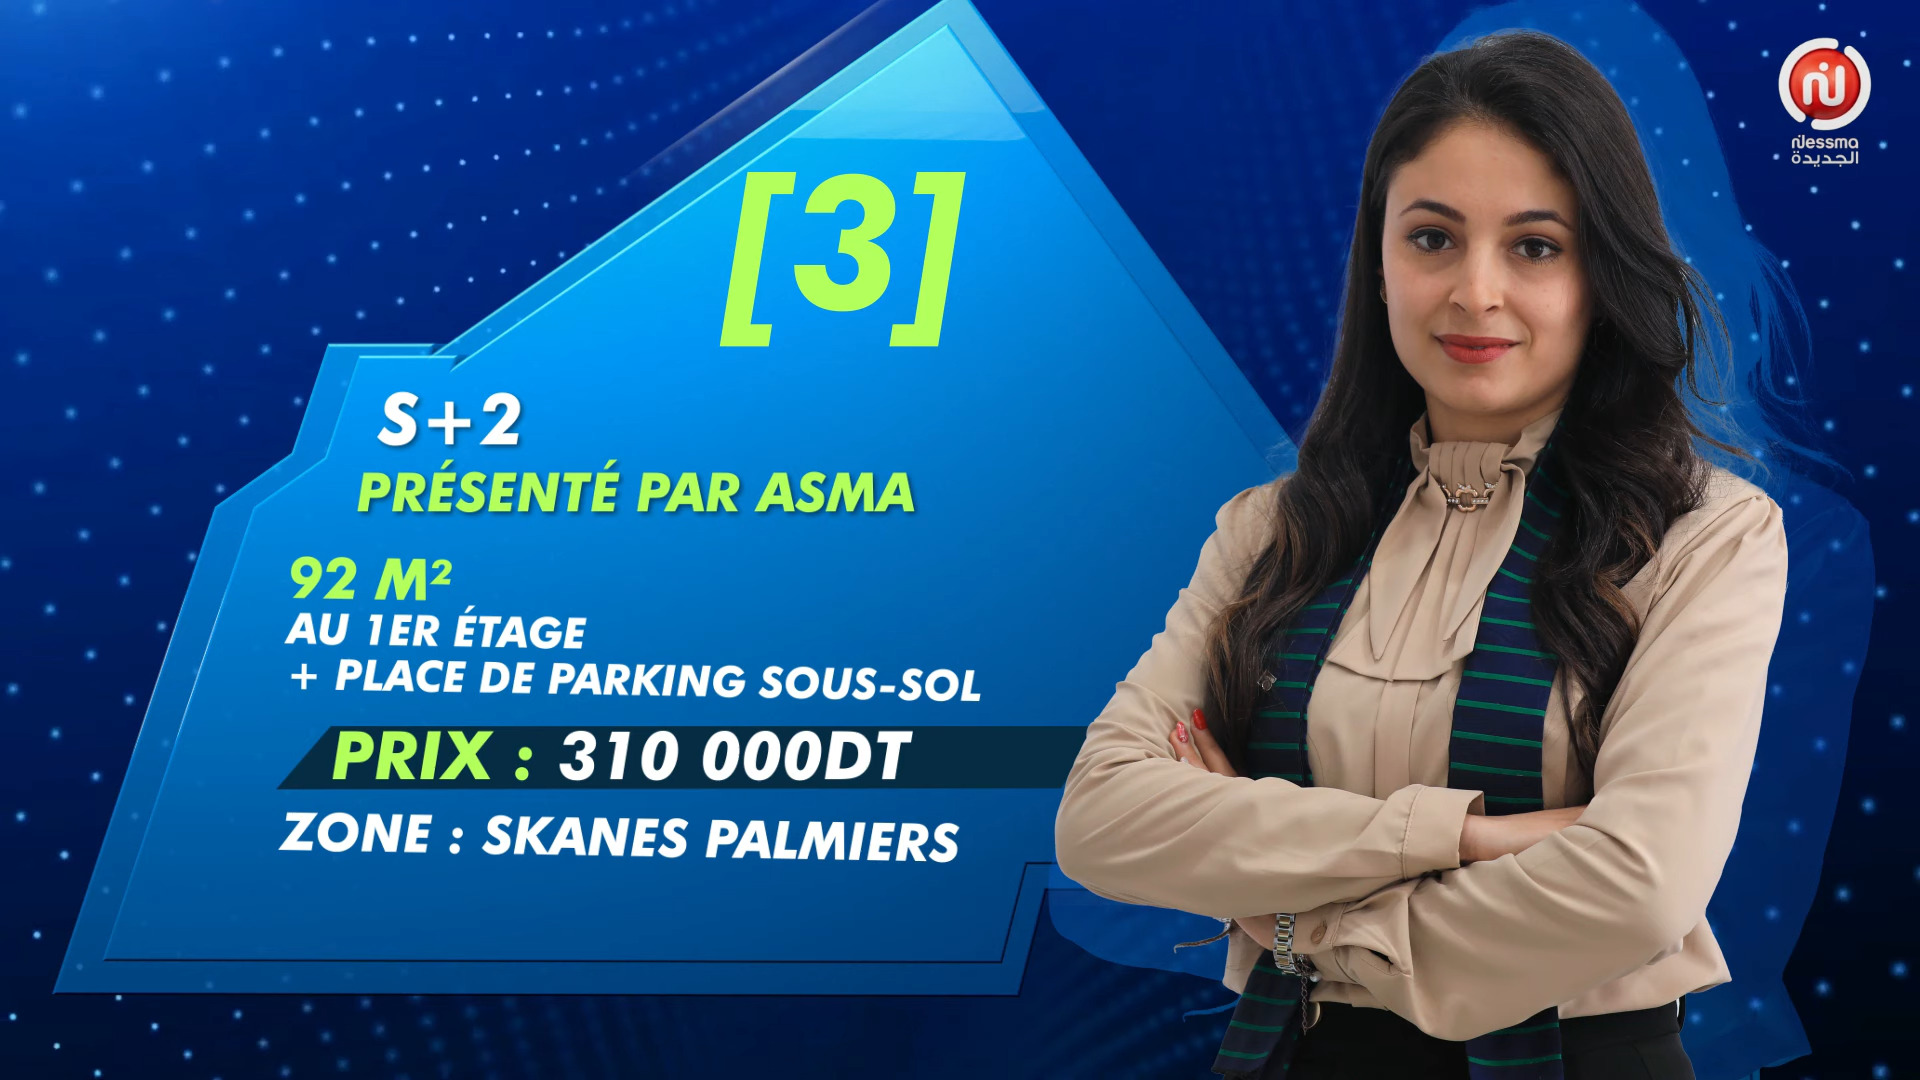 Nessma
الجديدة
[3]
S+2
PRÉSENTÉ PAR ASMA
92 M²
AU 1ER ÉTAGE
+ PLACE DE PARKING SOUS-SOL
PRIX : 310 000DT
ZONE : SKANES PALMIERS